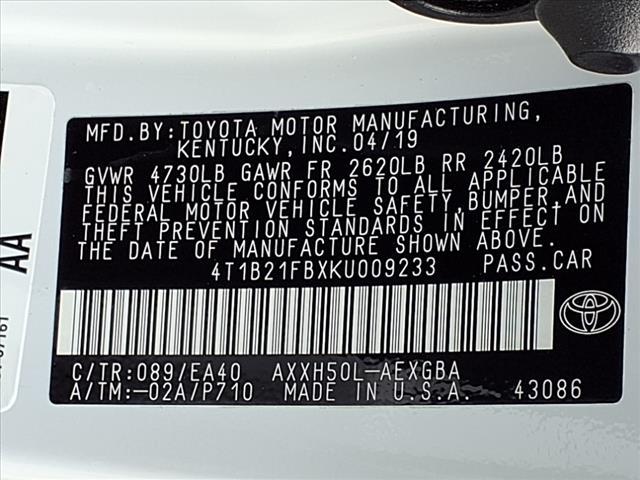 MFD.BY:TOYOTA MOTOR MANUFACTURING,
KENTUCKY,INC.04/19
GVWR 4730LB GAWR FR 2620LB RR 2420LB
THIS VEHICLE CONFORMS TO ALL APPLICABLE
FEDERAL MOTOR VEHICLE SAFETY,BUMPER,AND
THEFT PREVENTION STANDARDS IN EFFECT ON
THE DATE OF MANUFACTURE SHOWN ABOVE.
4T1B21FBXKU009233 PASS.CAR
C/TR:089/EA40 AXXH50L-AEXGBA
A/TM:-02A/P710 MADE IN U.S.A. 43086
AA